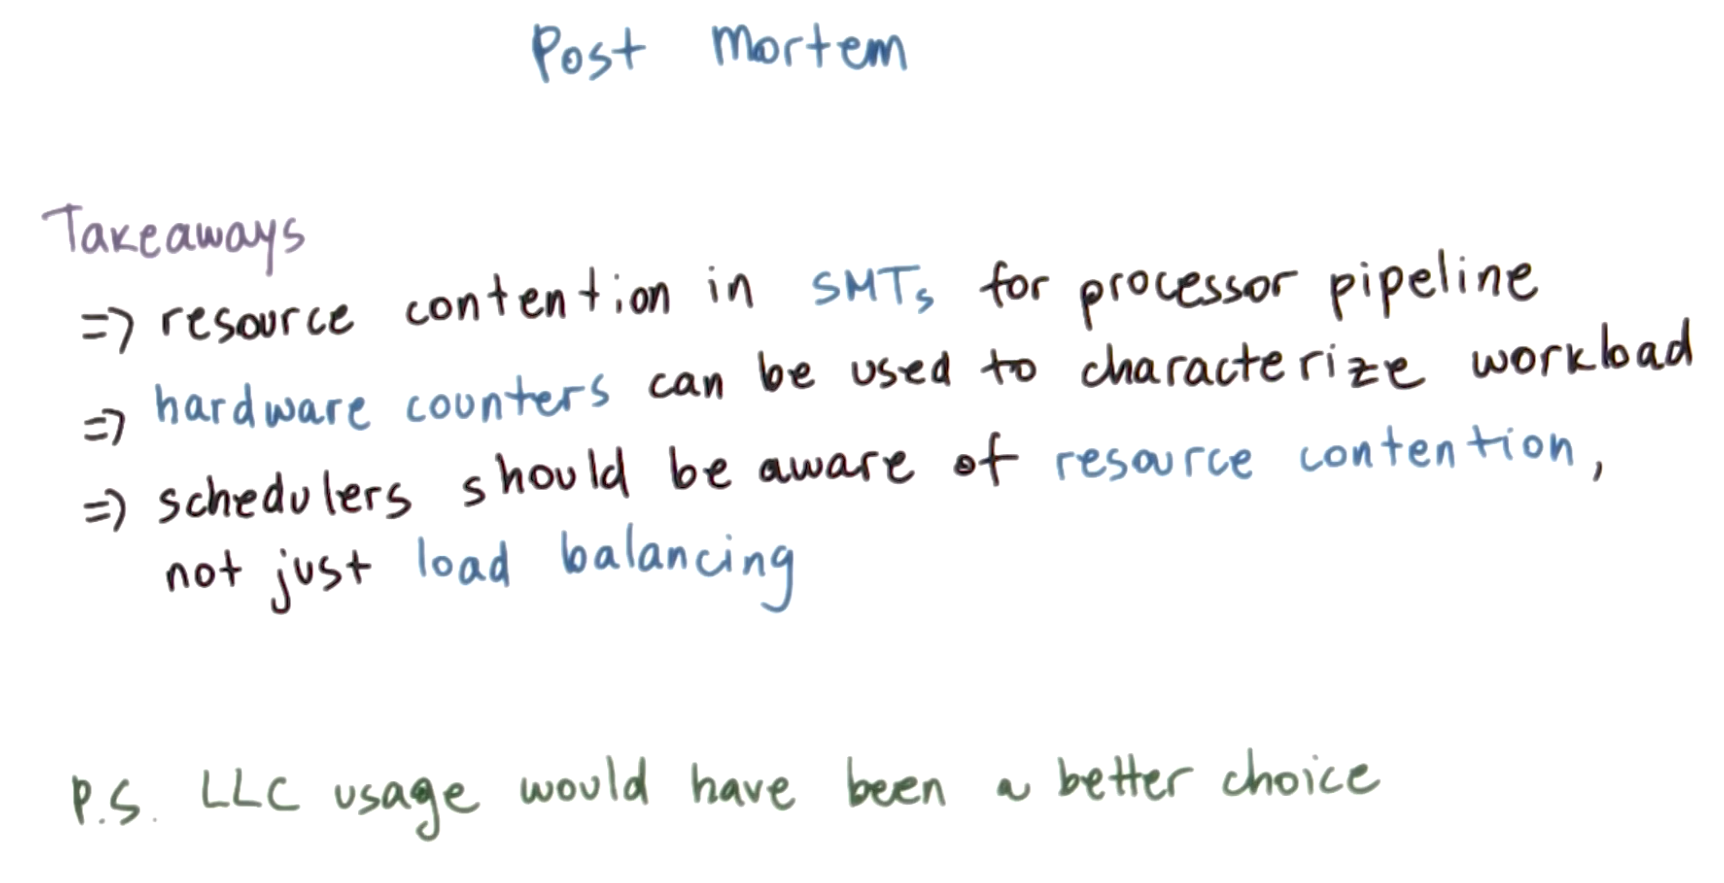 Post Mortem
Takeaways
=> resource contention in SMTs for processor pipeline
=> hardware counters can be used to characterize workload
=> schedulers should be aware of resource contention,
not just load balancing
P.S. LLC usage would have been a better choice